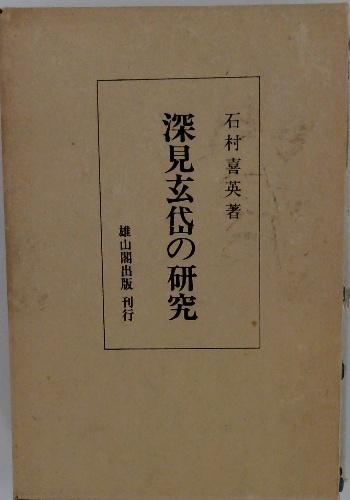 石村喜英著
深見玄岱の研究
雄山閣出版 刊行